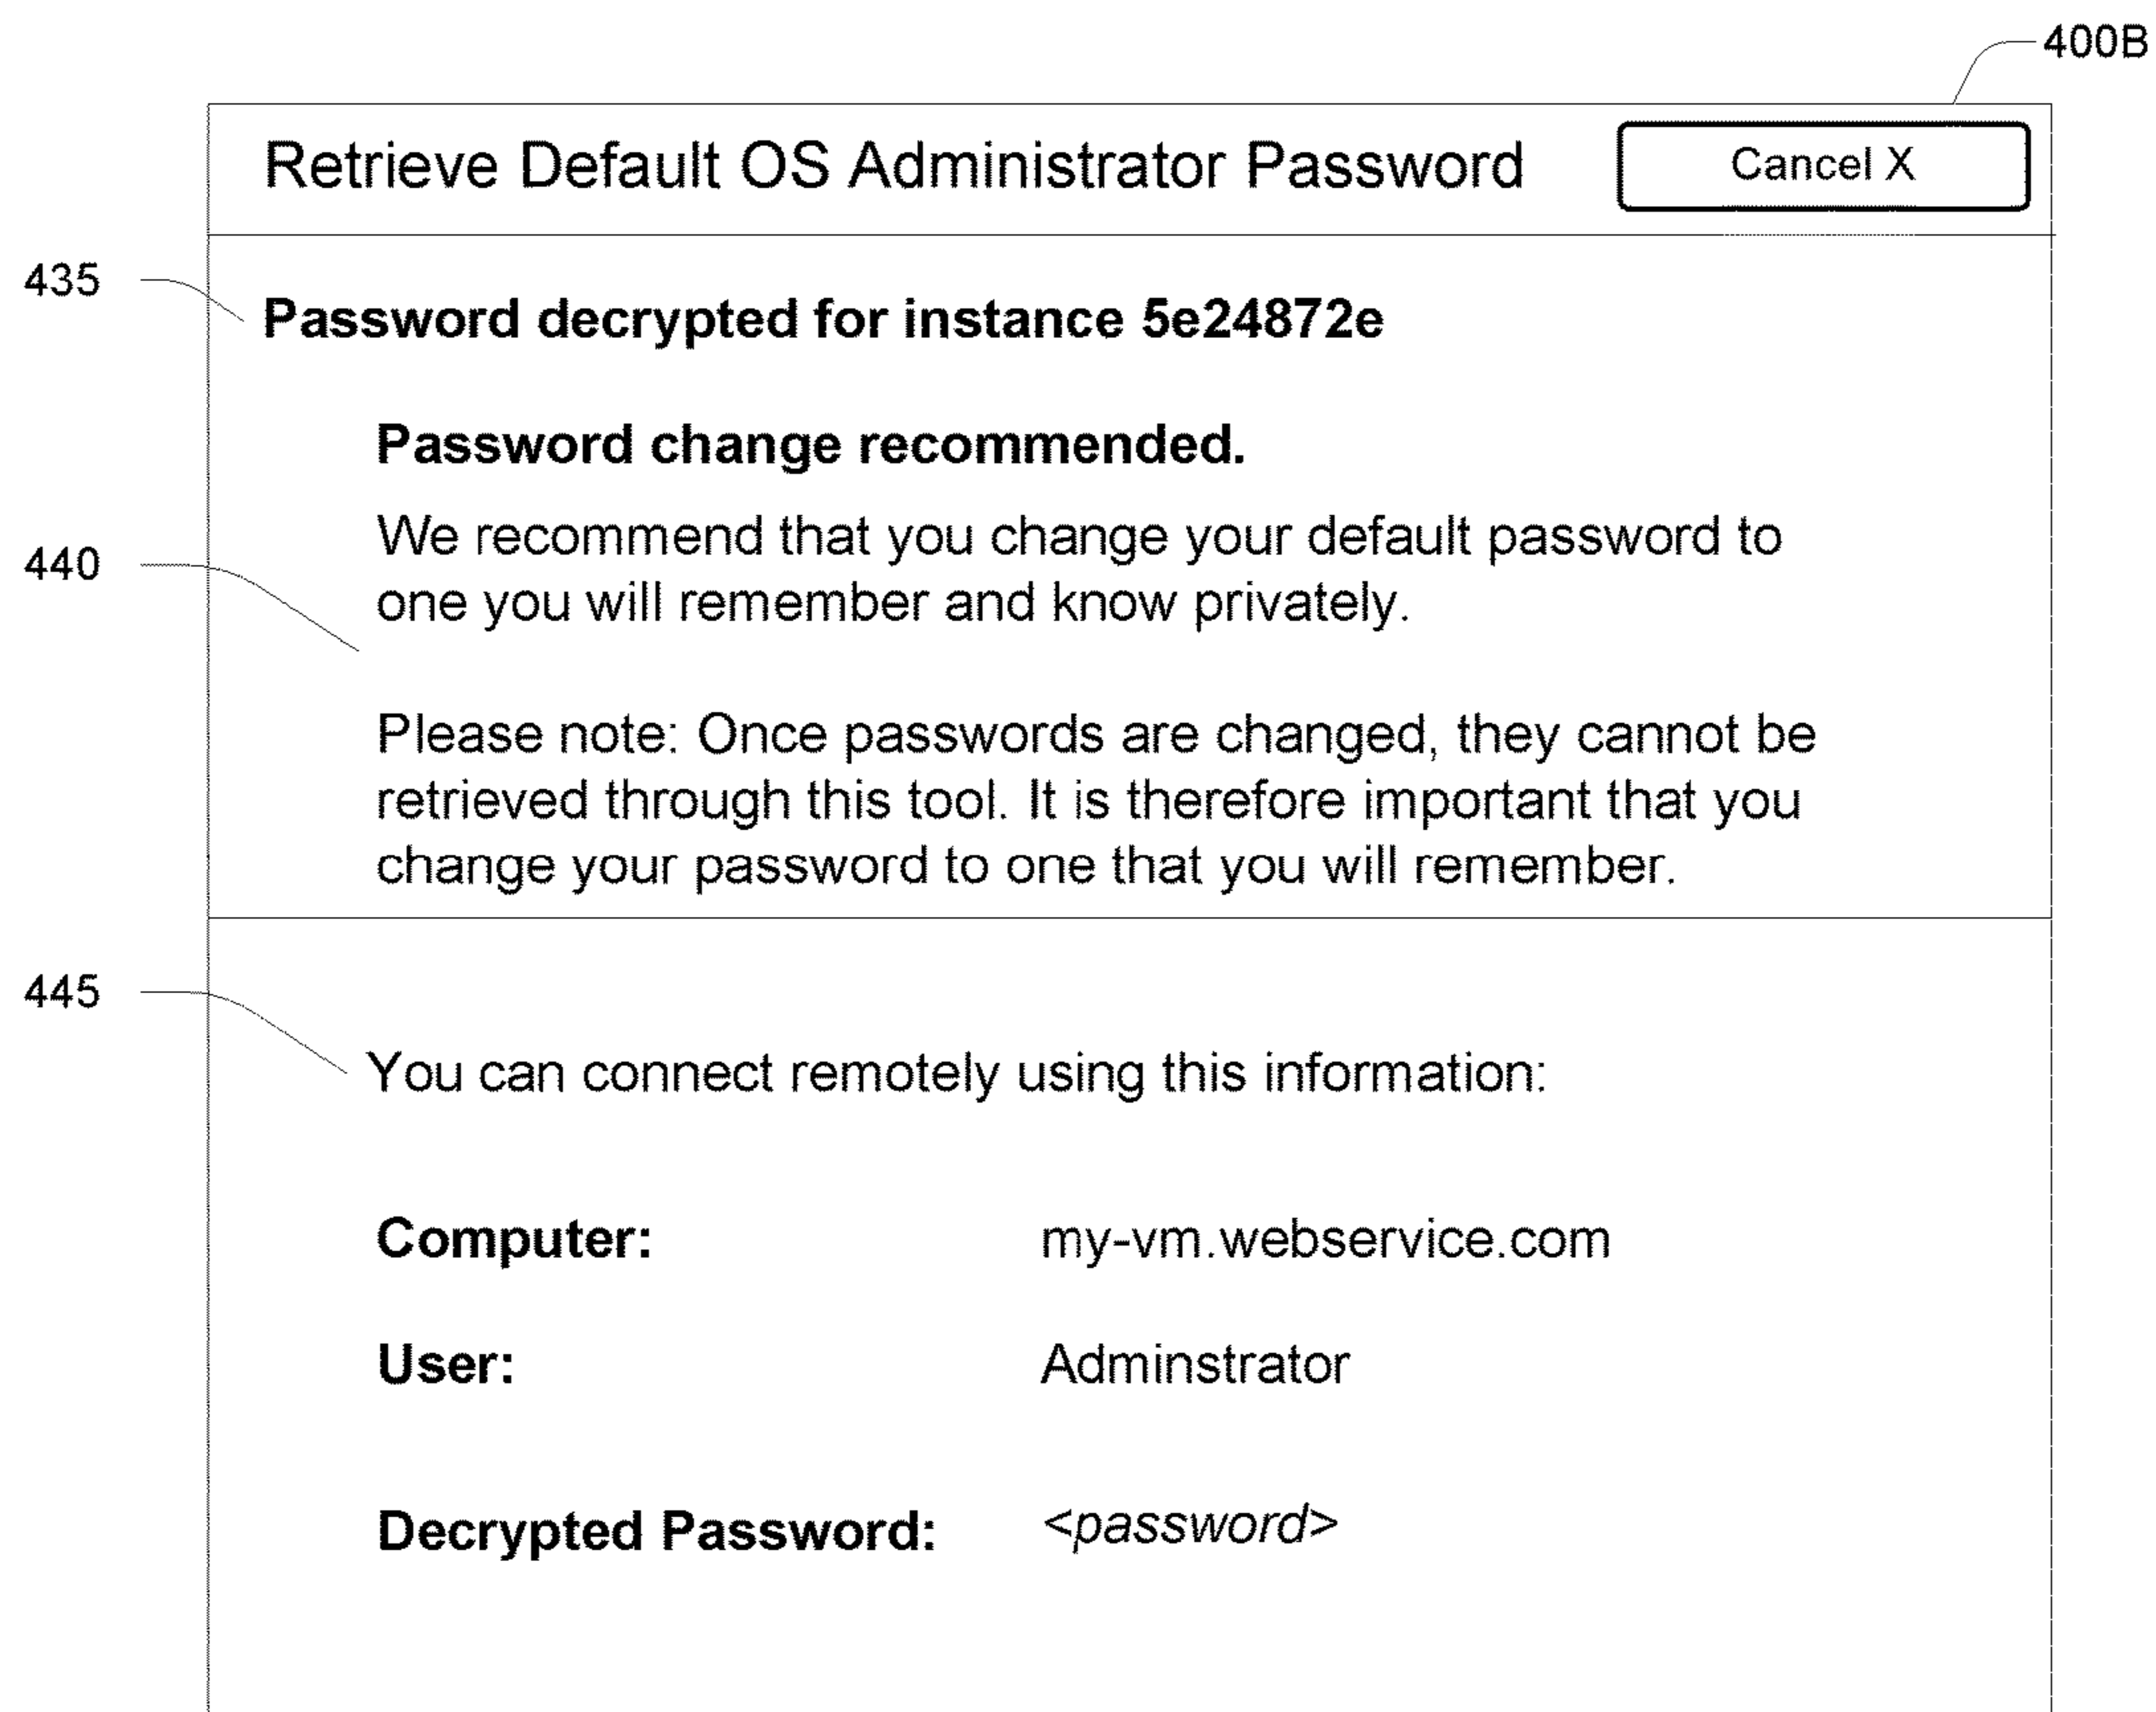 400B
Retrieve Default OS Administrator Password
Cancel X
435
Password decrypted for instance 5e24872e
Password change recommended.
We recommend that you change your default password to
one you will remember and know privately.
440
Please note: Once passwords are changed, they cannot be
retrieved through this tool. It is therefore important that you
change your password to one that you will remember.
445
You can connect remotely using this information:
Computer: my-vm.webservice.com
User: Adminstrator
Decrypted Password: <password>